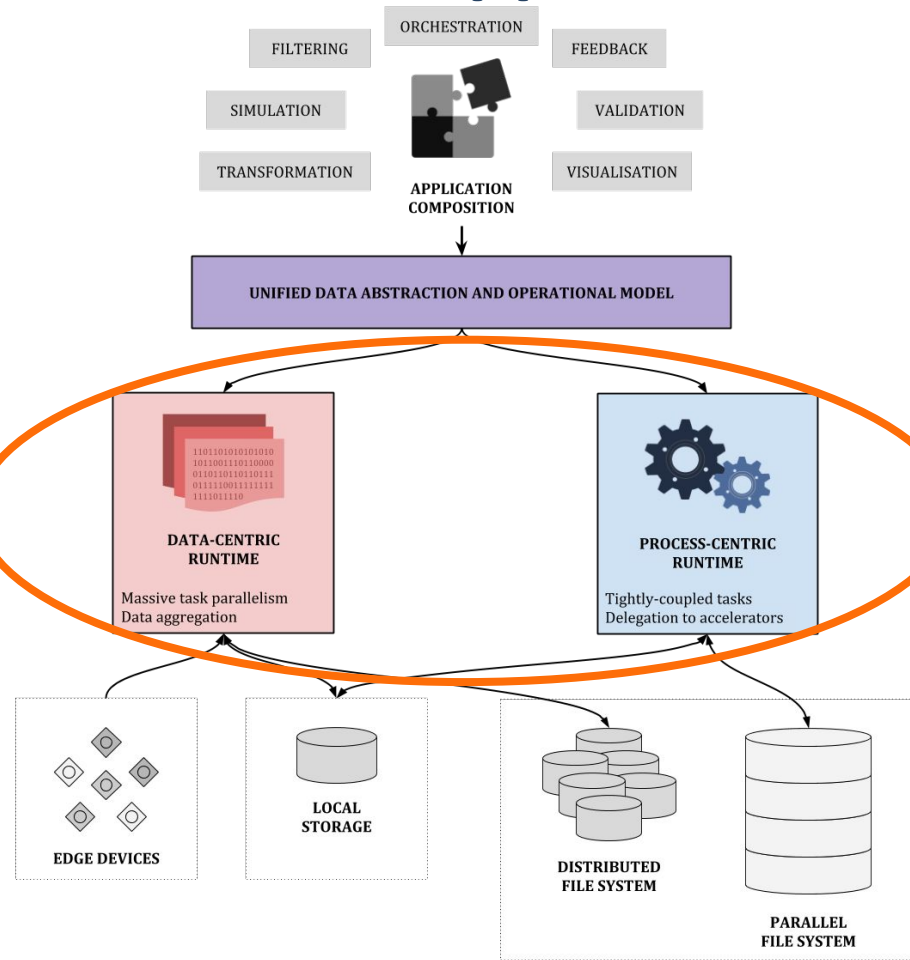 ORCHESTRATION
FILTERING
FEEDBACK
SIMULATION
VALIDATION
TRANSFORMATION
VISUALISATION
APPLICATION
COMPOSITION
UNIFIED DATA ABSTRACTION AND OPERATIONAL MODEL
1101101010101010
1011001110110000
0110110110110111
0111110011111111
1111011110
DATA-CENTRIC
RUNTIME
Massive task parallelism
Data aggregation
PROCESS-CENTRIC
RUNTIME
Tightly-coupled tasks
Delegation to accelerators
EDGE DEVICES
LOCAL
STORAGE
DISTRIBUTED
FILE SYSTEM
PARALLEL
FILE SYSTEM